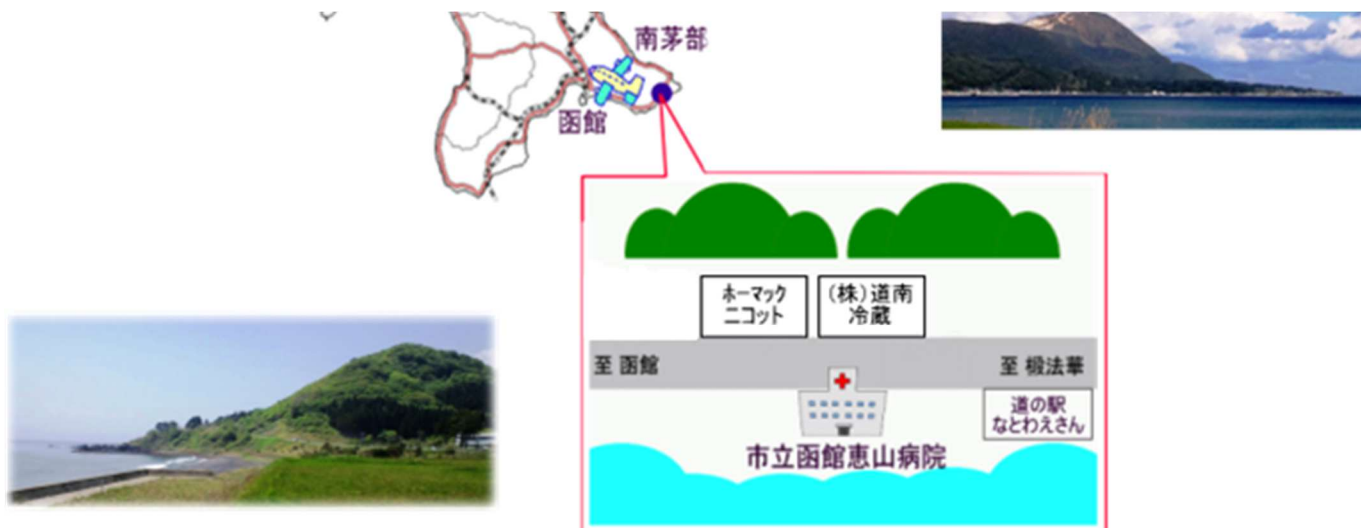 南茅部
函館
ホーマック
ニコット
(株)道南
冷蔵
至 函館
至 椴法華
道の駅
なとわえさん
市立函館恵山病院